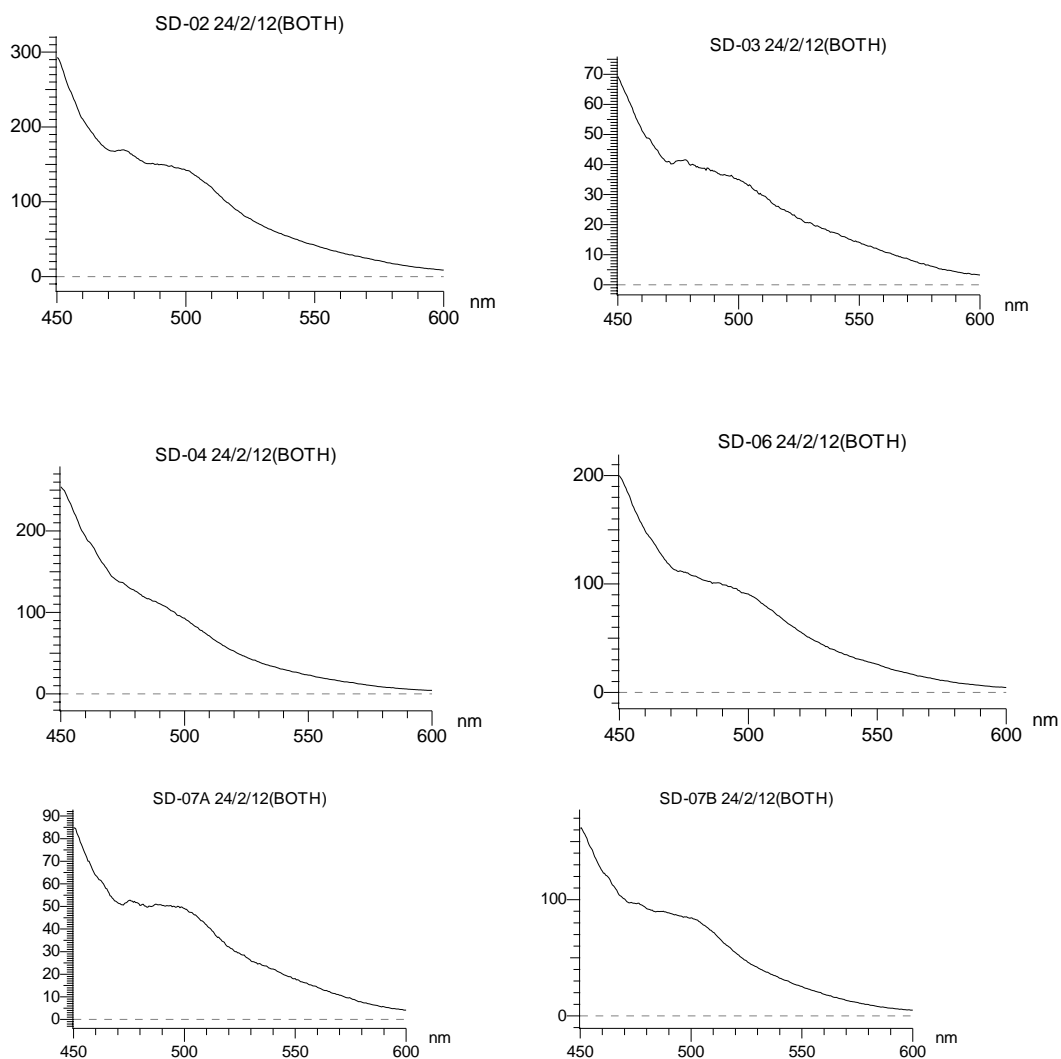 SD-02 24/2/12(BOTH)
300
200
100
0
450 500 550 600
nm
SD-03 24/2/12(BOTH)
70
60
50
40
30
20
10
0
450 500 550 600
nm
SD-04 24/2/12(BOTH)
200
100
0
450 500 550 600
nm
SD-06 24/2/12(BOTH)
200
100
0
450 500 550 600
nm
SD-07A 24/2/12(BOTH)
90
80
70
60
50
40
30
20
10
0
450 500 550 600
nm
SD-07B 24/2/12(BOTH)
100
0
450 500 550 600
nm